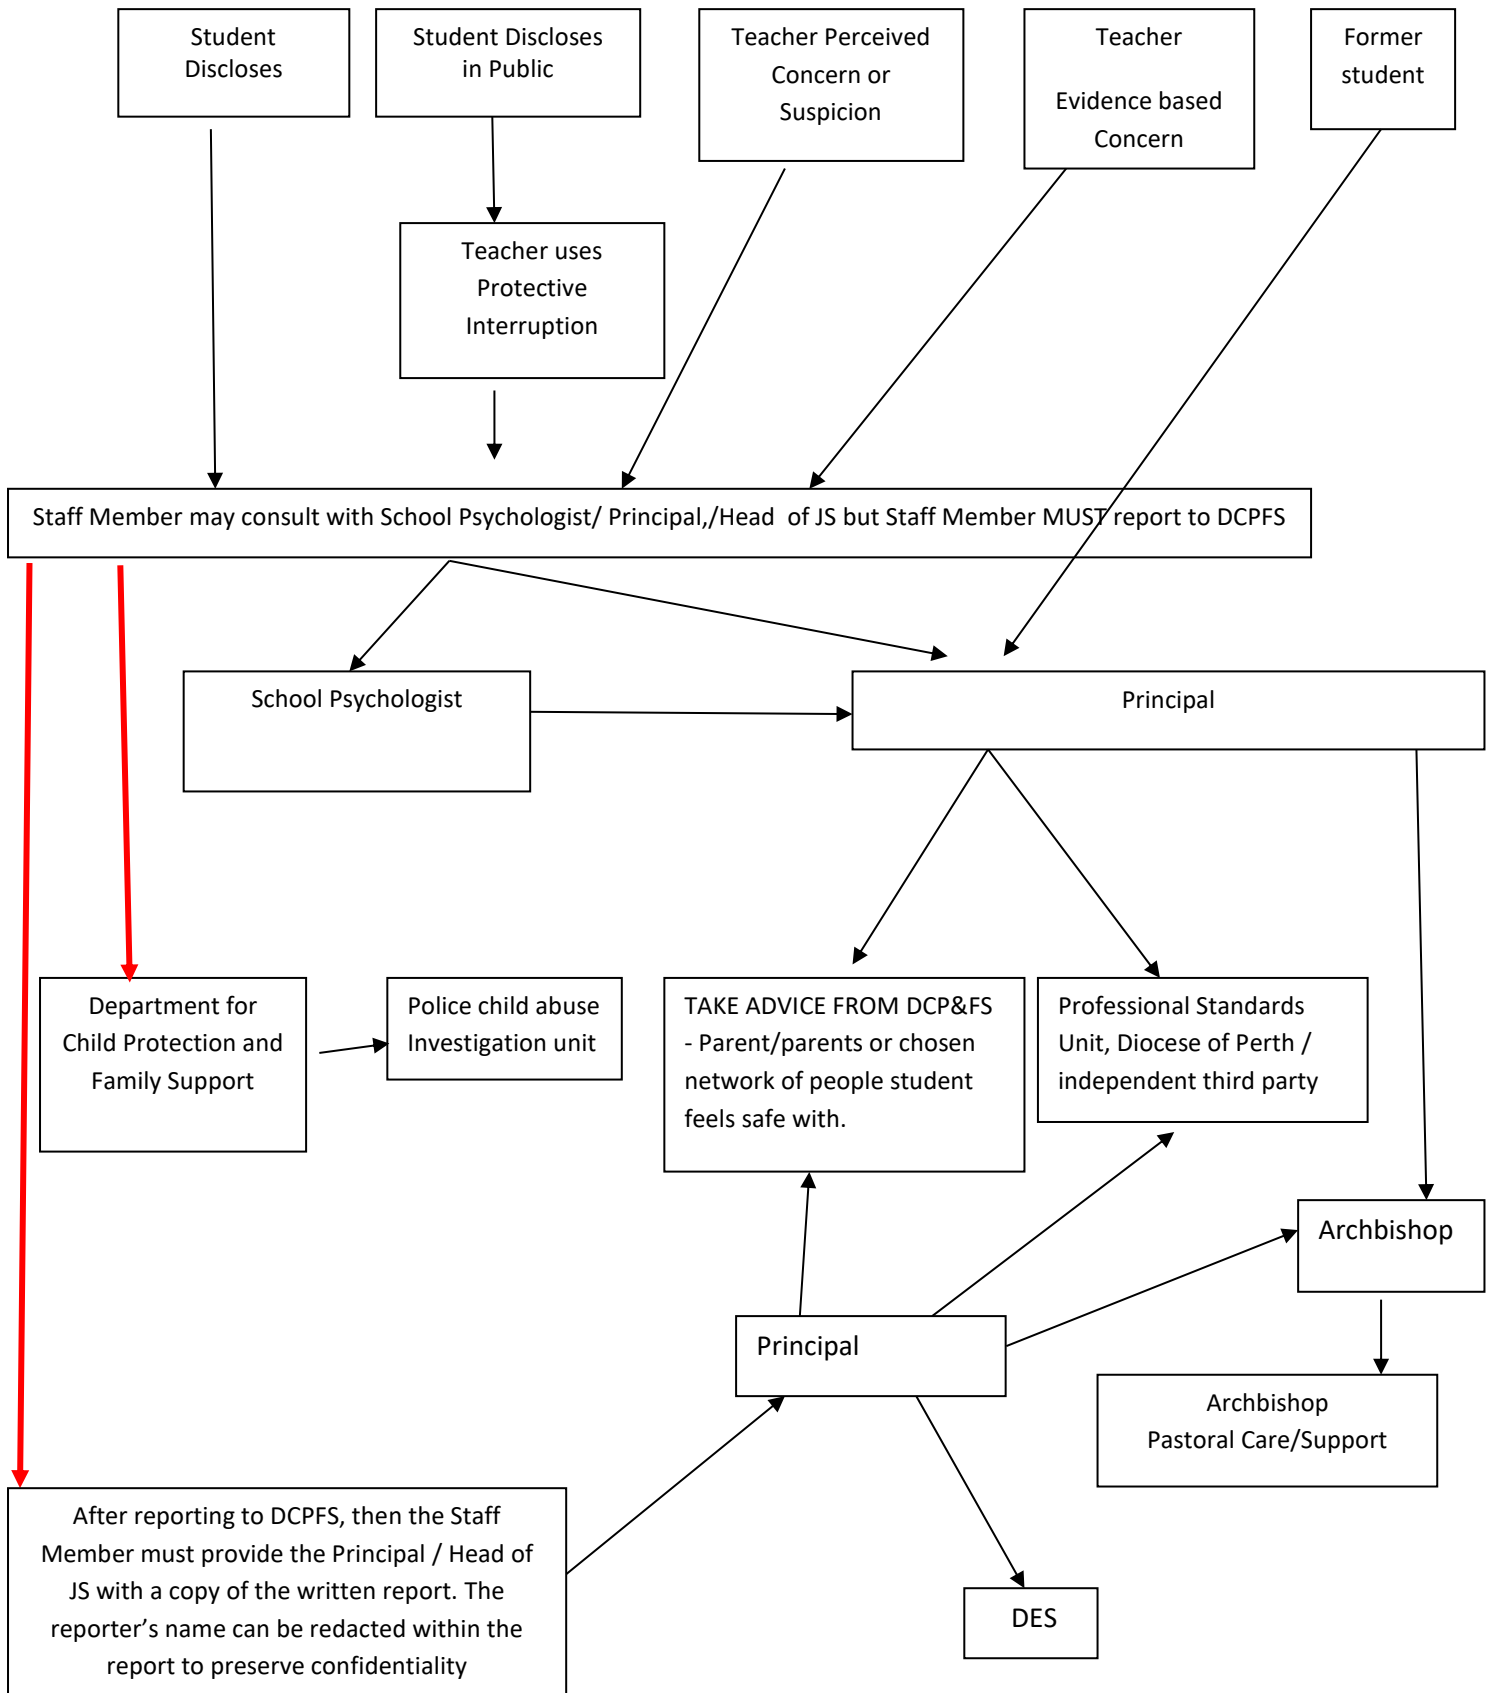 Student
Discloses
Student Discloses
in Public
Teacher Perceived
Concern or
Suspicion
Teacher
Evidence based
Concern
Former
student
Teacher uses
Protective
Interruption
Staff Member may consult with School Psychologist/ Principal,/Head  of JS but Staff Member MUST report to DCPFS
School Psychologist
Principal
Department for
Child Protection and
Family Support
Police child abuse
Investigation unit
TAKE ADVICE FROM DCP&FS
- Parent/parents or chosen
network of people student
feels safe with.
Professional Standards
Unit, Diocese of Perth /
independent third party
Archbishop
Principal
Archbishop
Pastoral Care/Support
After reporting to DCPFS, then the Staff
Member must provide the Principal / Head of
JS with a copy of the written report. The
reporter’s name can be redacted within the
report to preserve confidentiality
DES